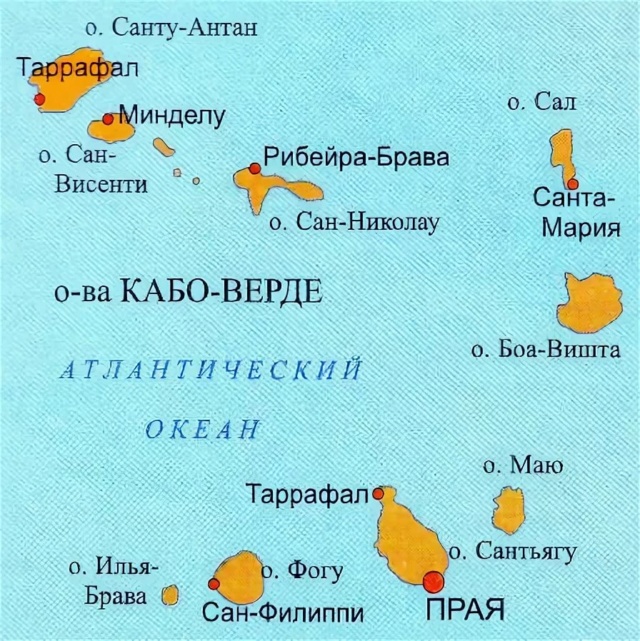 о. Санту-Антан
Таррафал
Минделу
о. Сан-
Висенти
о. Сал
Рибейра-Брава
Санта-
Мария
о. Сан-Николау
о-ва КАБО-ВЕРДЕ
о. Боа-Вишта
АТЛАНТИЧЕСКИЙ
ОКЕАН
о. Маю
Таррафал
о. Сантьягу
о. Илья-
Брава
о. Фогу
Сан-Филиппи
ПРАЯ